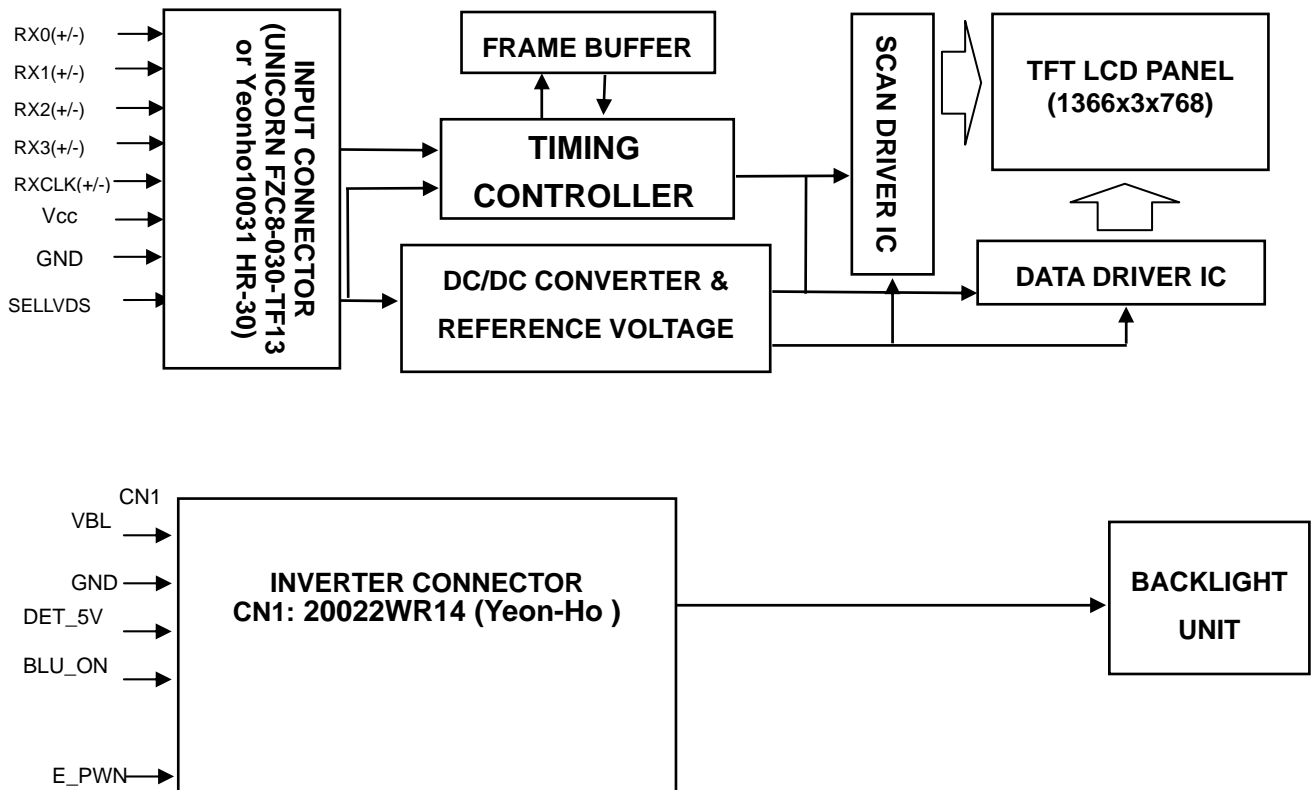 RX0(+/-)
RX1(+/-)
RX2(+/-)
RX3(+/-)
RXCLK(+/-)
Vcc
GND
SELLVDS
INPUT CONNECTOR
(UNICORN FZC8-030-TF13
or Yeonho10031 HR-30)
FRAME BUFFER
TIMING
CONTROLLER
DC/DC CONVERTER &
REFERENCE VOLTAGE
SCAN DRIVER IC
TFT LCD PANEL
(1366x3x768)
DATA DRIVER IC
CN1
VBL
GND
DET_5V
BLU_ON
E_PWN
INVERTER CONNECTOR
CN1: 20022WR14 (Yeon-Ho )
BACKLIGHT
UNIT